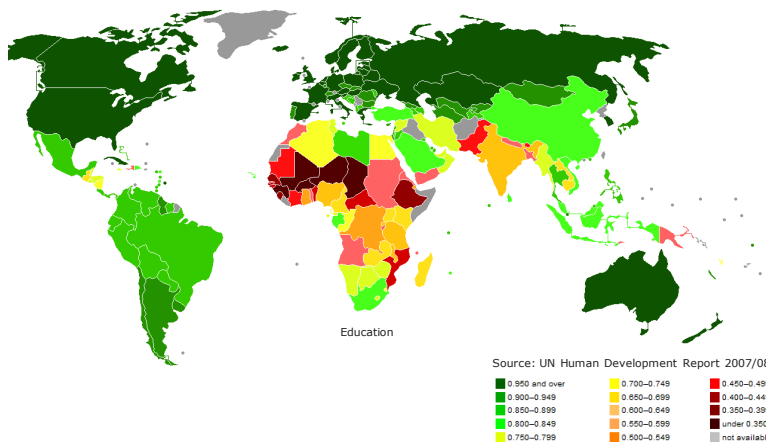 Education
Source: UN Human Development Report 2007/08
0.950 and over
0.900–0.949
0.850–0.899
0.800–0.849
0.750–0.799
0.700–0.749
0.650–0.699
0.600–0.649
0.550–0.599
0.500–0.549
0.450–0.49
0.400–0.44
0.350–0.39
under 0.350
not availab